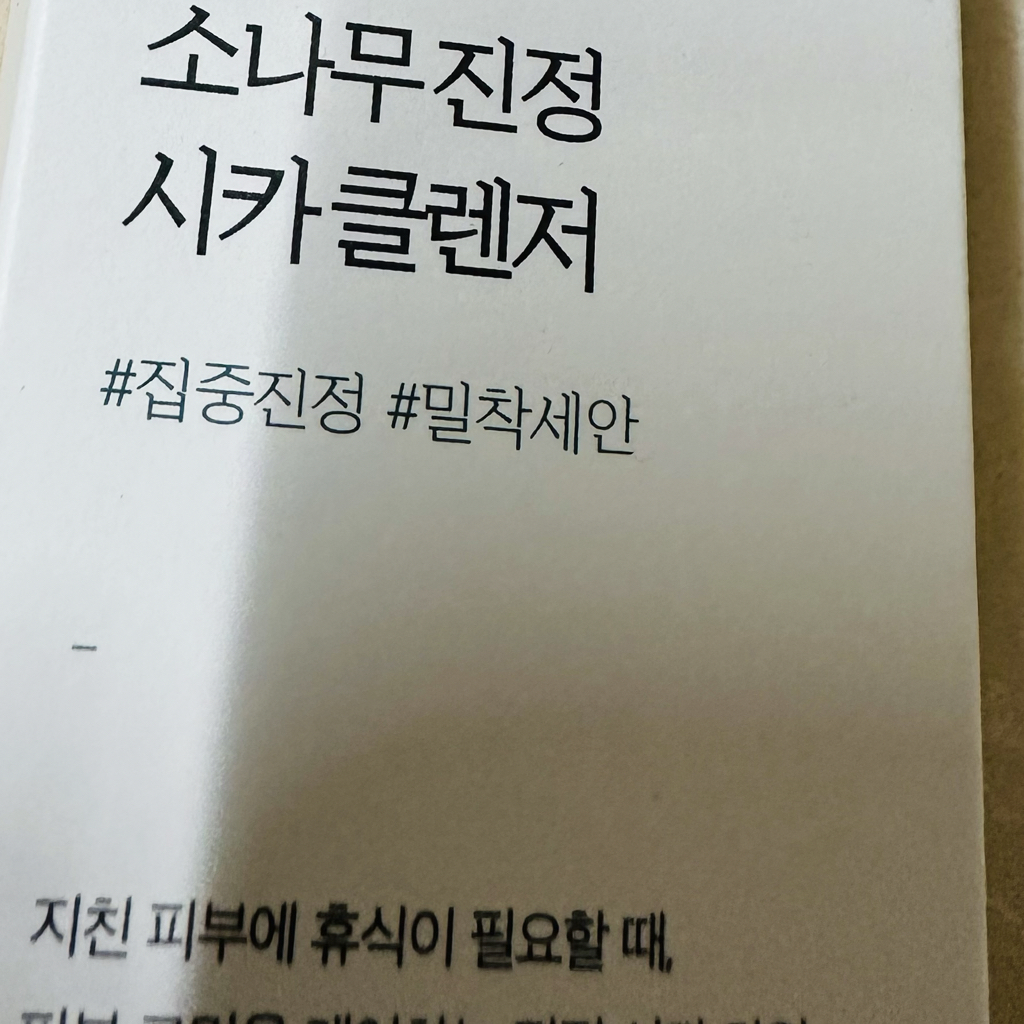 소나무 진정
시카 클렌저
#집중진정 #밀착세안
–
지친 피부에 휴식이 필요할 때,